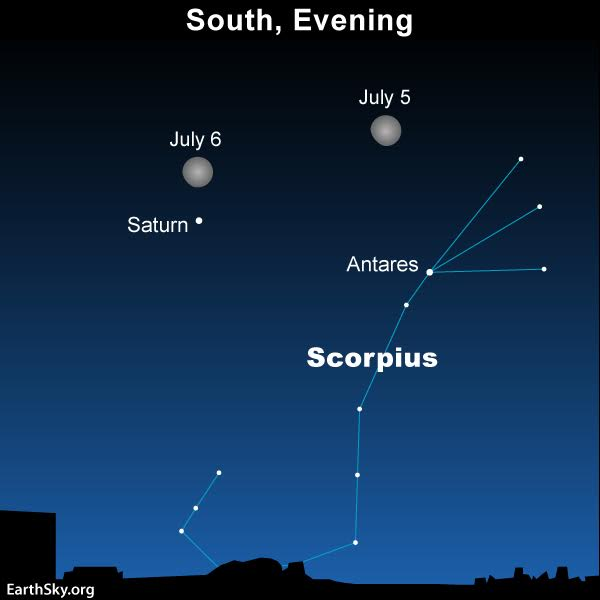 South, Evening
July 5
July 6
Saturn
Antares
Scorpius
EarthSky.org